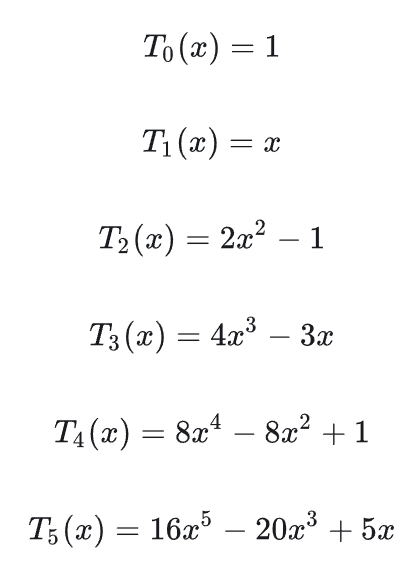 T₀(x) = 1
T₁(x) = x
T₂(x) = 2x² − 1
T₃(x) = 4x³ − 3x
T₄(x) = 8x⁴ − 8x² + 1
T₅(x) = 16x⁵ − 20x³ + 5x